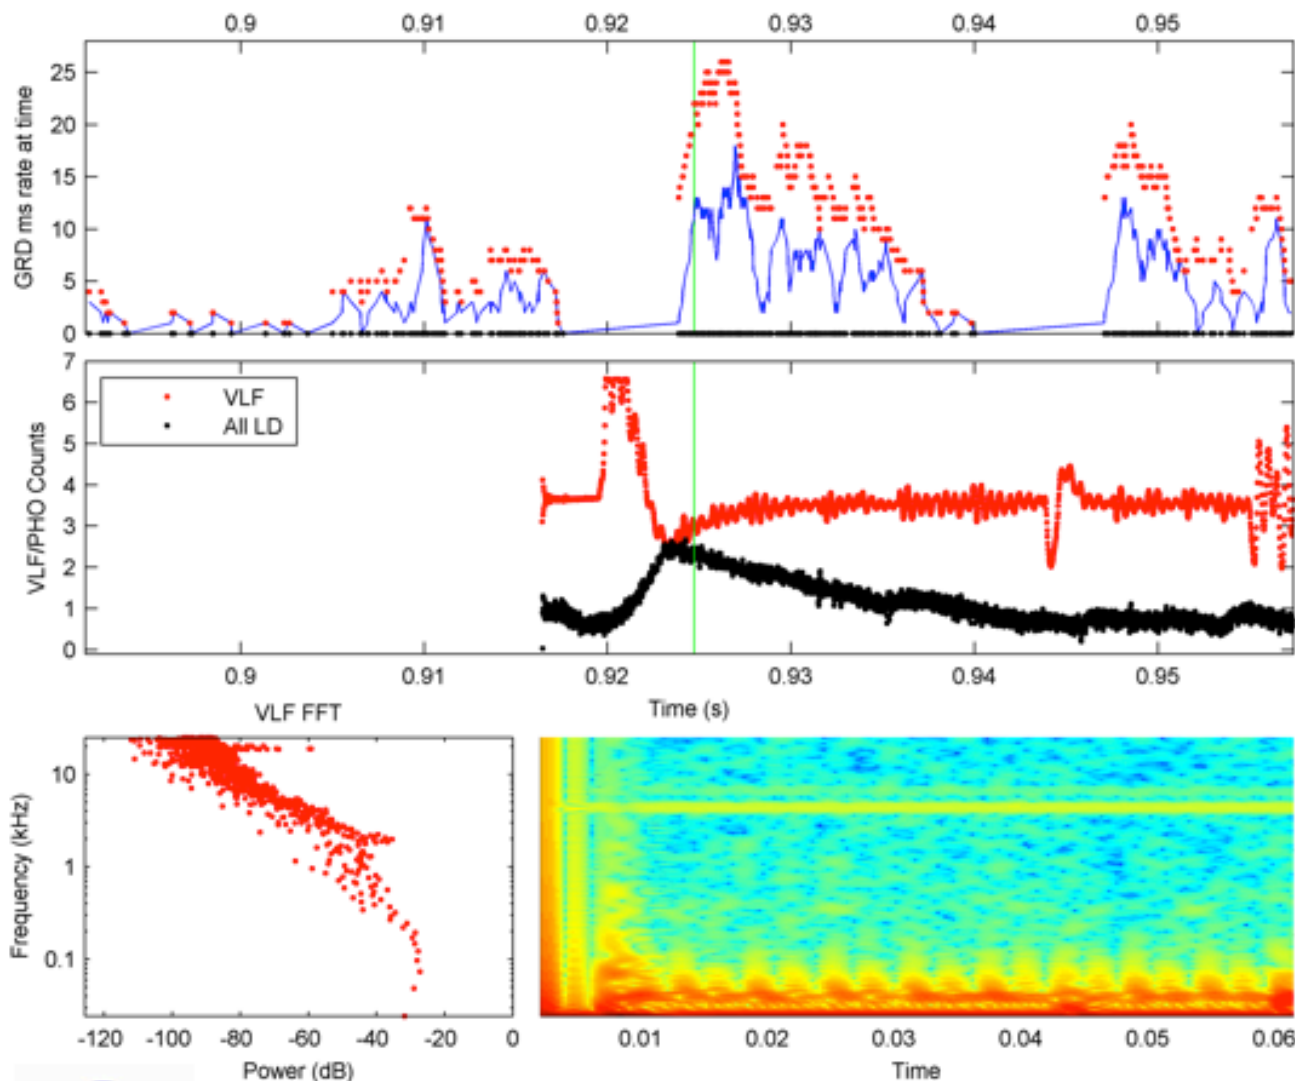 0.9 0.91 0.92 0.93 0.94 0.95
GRD ms rate at time
25
20
15
10
5
0
VLF/PHO Counts
7
6
5
4
3
2
1
0
VLF
All LD
0.9 0.91 0.92 0.93 0.94 0.95
Time (s)
VLF FFT
Frequency (kHz)
10
1
0.1
-120 -100 -80 -60 -40 -20 0
Power (dB)
0.01 0.02 0.03 0.04 0.05 0.06
Time